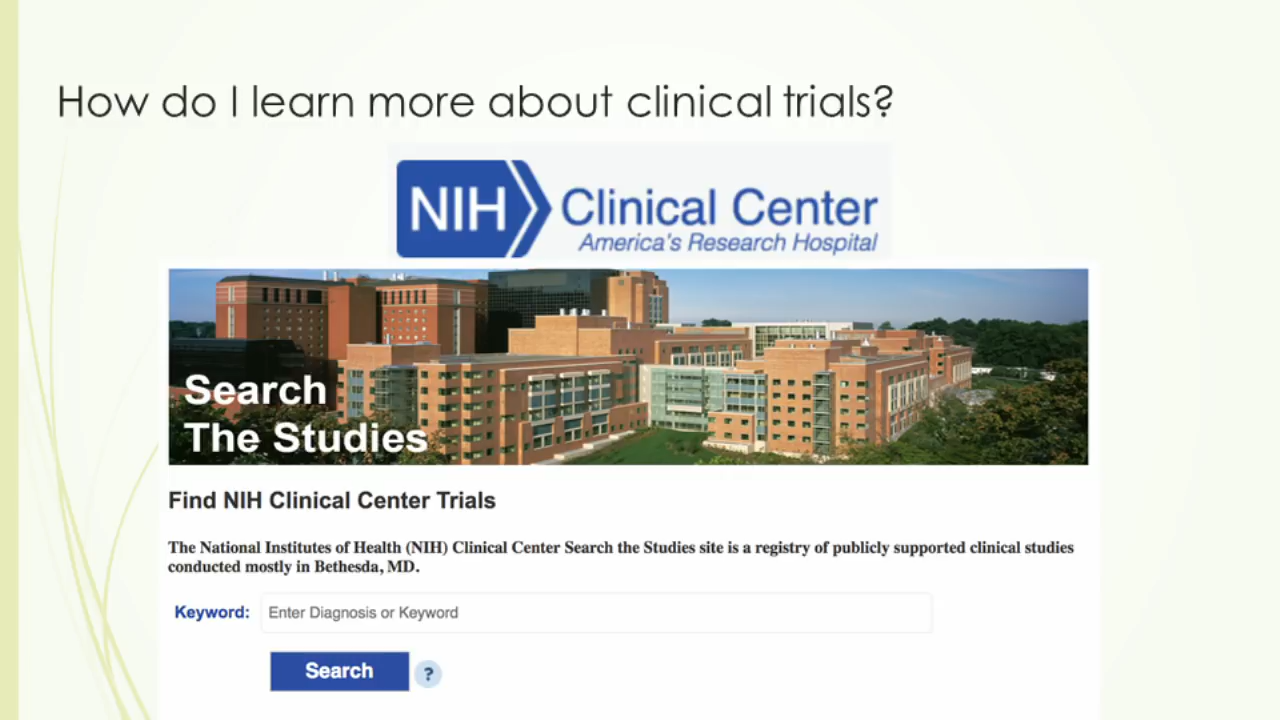 How do I learn more about clinical trials?
NIH Clinical Center
America's Research Hospital
Search
The Studies
Find NIH Clinical Center Trials
The National Institutes of Health (NIH) Clinical Center Search the Studies site is a registry of publicly supported clinical studies
conducted mostly in Bethesda, MD.
Keyword: Enter Diagnosis or Keyword
Search ?